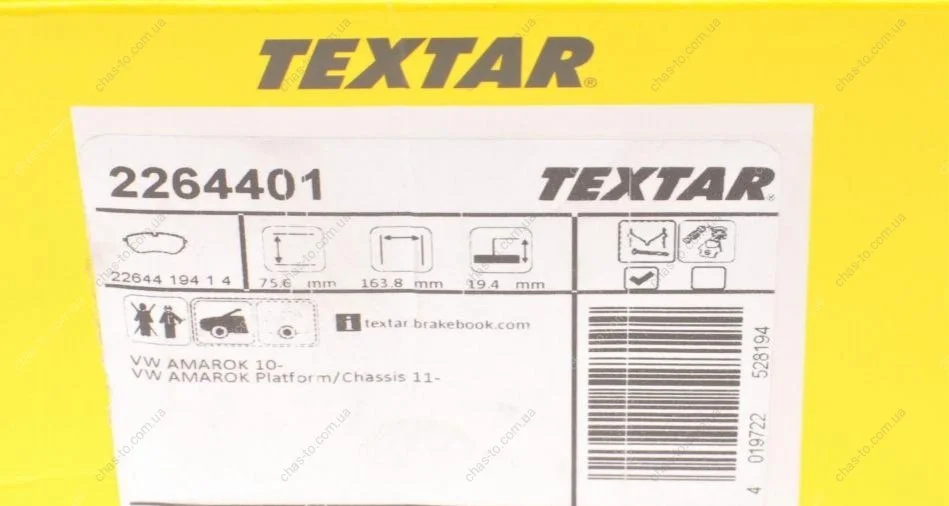 TEXTAR®
2264401
TEXTAR®
22644 194 1 4
75.6 mm
163.8 mm
19.4 mm
i textar.brakebook.com
VW AMAROK 10-
VW AMAROK Platform/Chassis 11-
4 019722 528194
chas-to.com.ua